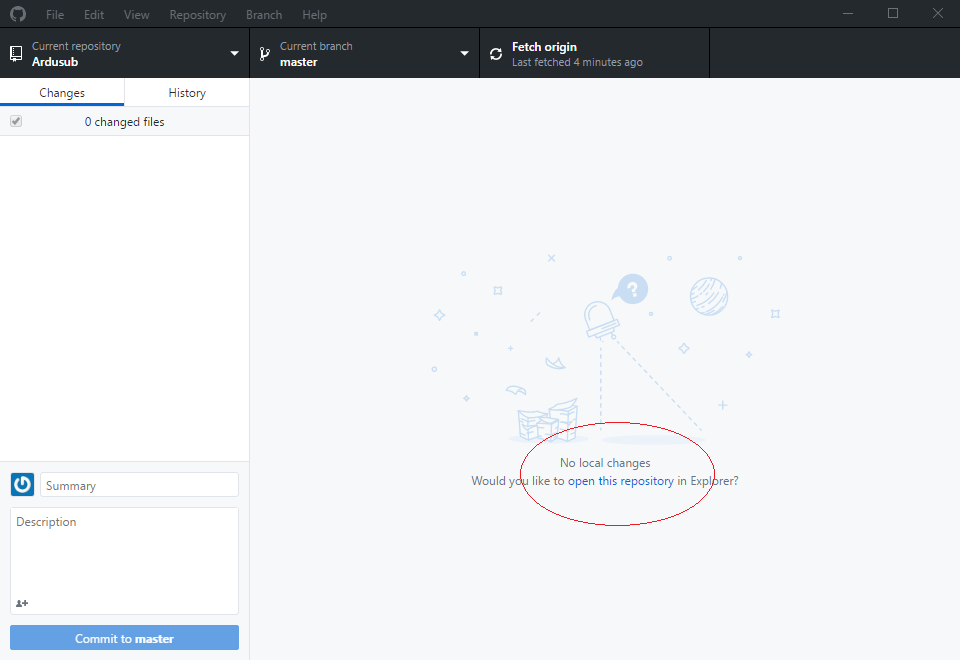 File Edit View Repository Branch Help
Current repository
Ardusub
Current branch
master
Fetch origin
Last fetched 4 minutes ago
Changes
History
0 changed files
?
No local changes
Would you like to open this repository in Explorer?
Summary
Description
Commit to master